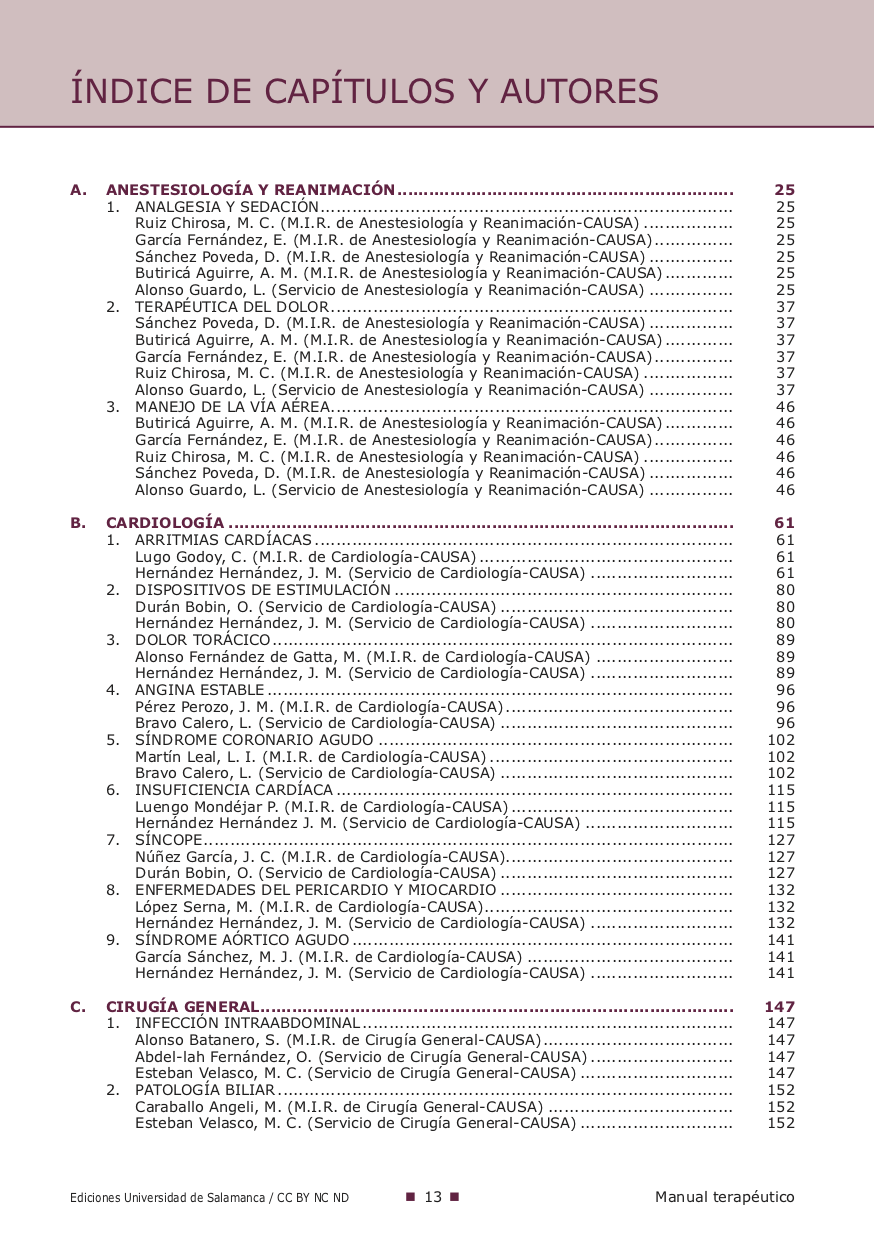 ÍNDICE DE CAPÍTULOS Y AUTORES
A. ANESTESIOLOGÍA Y REANIMACIÓN ................................................................ 25
1. ANALGESIA Y SEDACIÓN .............................................................................. 25
Ruiz Chirosa, M. C. (M.I.R. de Anestesiología y Reanimación-CAUSA) ................. 25
García Fernández, E. (M.I.R. de Anestesiología y Reanimación-CAUSA) ............... 25
Sánchez Poveda, D. (M.I.R. de Anestesiología y Reanimación-CAUSA) ................ 25
Butiricá Aguirre, A. M. (M.I.R. de Anestesiología y Reanimación-CAUSA) ............. 25
Alonso Guardo, L. (Servicio de Anestesiología y Reanimación-CAUSA) ................ 25
2. TERAPÉUTICA DEL DOLOR ............................................................................ 37
Sánchez Poveda, D. (M.I.R. de Anestesiología y Reanimación-CAUSA) ................ 37
Butiricá Aguirre, A. M. (M.I.R. de Anestesiología y Reanimación-CAUSA) ............. 37
García Fernández, E. (M.I.R. de Anestesiología y Reanimación-CAUSA) ............... 37
Ruiz Chirosa, M. C. (M.I.R. de Anestesiología y Reanimación-CAUSA) ................. 37
Alonso Guardo, L. (Servicio de Anestesiología y Reanimación-CAUSA) ................ 37
3. MANEJO DE LA VÍA AÉREA ............................................................................ 46
Butiricá Aguirre, A. M. (M.I.R. de Anestesiología y Reanimación-CAUSA) ............. 46
García Fernández, E. (M.I.R. de Anestesiología y Reanimación-CAUSA) ............... 46
Ruiz Chirosa, M. C. (M.I.R. de Anestesiología y Reanimación-CAUSA) ................. 46
Sánchez Poveda, D. (M.I.R. de Anestesiología y Reanimación-CAUSA) ................ 46
Alonso Guardo, L. (Servicio de Anestesiología y Reanimación-CAUSA) ................ 46
B. CARDIOLOGÍA ................................................................................................ 61
1. ARRITMIAS CARDÍACAS ............................................................................... 61
Lugo Godoy, C. (M.I.R. de Cardiología-CAUSA) ................................................ 61
Hernández Hernández, J. M. (Servicio de Cardiología-CAUSA) ........................... 61
2. DISPOSITIVOS DE ESTIMULACIÓN ................................................................ 80
Durán Bobin, O. (Servicio de Cardiología-CAUSA) ............................................ 80
Hernández Hernández, J. M. (Servicio de Cardiología-CAUSA) ........................... 80
3. DOLOR TORÁCICO ....................................................................................... 89
Alonso Fernández de Gatta, M. (M.I.R. de Cardiología-CAUSA) .......................... 89
Hernández Hernández, J. M. (Servicio de Cardiología-CAUSA) ........................... 89
4. ANGINA ESTABLE ........................................................................................ 96
Pérez Perozo, J. M. (M.I.R. de Cardiología-CAUSA) ........................................... 96
Bravo Calero, L. (Servicio de Cardiología-CAUSA) ............................................ 96
5. SÍNDROME CORONARIO AGUDO ................................................................... 102
Martín Leal, L. I. (M.I.R. de Cardiología-CAUSA) .............................................. 102
Bravo Calero, L. (Servicio de Cardiología-CAUSA) ............................................ 102
6. INSUFICIENCIA CARDÍACA ........................................................................... 115
Luengo Mondéjar P. (M.I.R. de Cardiología-CAUSA) .......................................... 115
Hernández Hernández J. M. (Servicio de Cardiología-CAUSA) ............................ 115
7. SÍNCOPE .................................................................................................... 127
Núñez García, J. C. (M.I.R. de Cardiología-CAUSA) ........................................... 127
Durán Bobin, O. (Servicio de Cardiología-CAUSA) ............................................ 127
8. ENFERMEDADES DEL PERICARDIO Y MIOCARDIO ............................................ 132
López Serna, M. (M.I.R. de Cardiología-CAUSA) ............................................... 132
Hernández Hernández, J. M. (Servicio de Cardiología-CAUSA) ........................... 132
9. SÍNDROME AÓRTICO AGUDO ........................................................................ 141
García Sánchez, M. J. (M.I.R. de Cardiología-CAUSA) ....................................... 141
Hernández Hernández, J. M. (Servicio de Cardiología-CAUSA) ........................... 141
C. CIRUGÍA GENERAL .......................................................................................... 147
1. INFECCIÓN INTRAABDOMINAL ...................................................................... 147
Alonso Batanero, S. (M.I.R. de Cirugía General-CAUSA) .................................... 147
Abdel-lah Fernández, O. (Servicio de Cirugía General-CAUSA) ........................... 147
Esteban Velasco, M. C. (Servicio de Cirugía General-CAUSA) ............................. 147
2. PATOLOGÍA BILIAR ...................................................................................... 152
Caraballo Angeli, M. (M.I.R. de Cirugía General-CAUSA) ................................... 152
Esteban Velasco, M. C. (Servicio de Cirugía General-CAUSA) ............................. 152
Ediciones Universidad de Salamanca / CC BY NC ND ■ 13 ■ Manual terapéutico